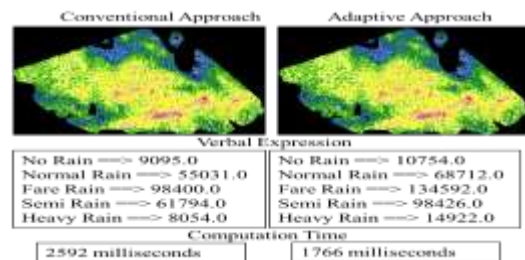 Conventional Approach
Adaptive Approach
Verbal Expression
No Rain ==> 9095.0
Normal Rain ==> 55031.0
Fare Rain ==> 98400.0
Semi Rain ==> 61794.0
Heavy Rain ==> 8054.0
No Rain ==> 10754.0
Normal Rain ==> 68712.0
Fare Rain ==> 134592.0
Semi Rain ==> 98426.0
Heavy Rain ==> 14922.0
Computation Time
2592 milliseconds
1766 milliseconds